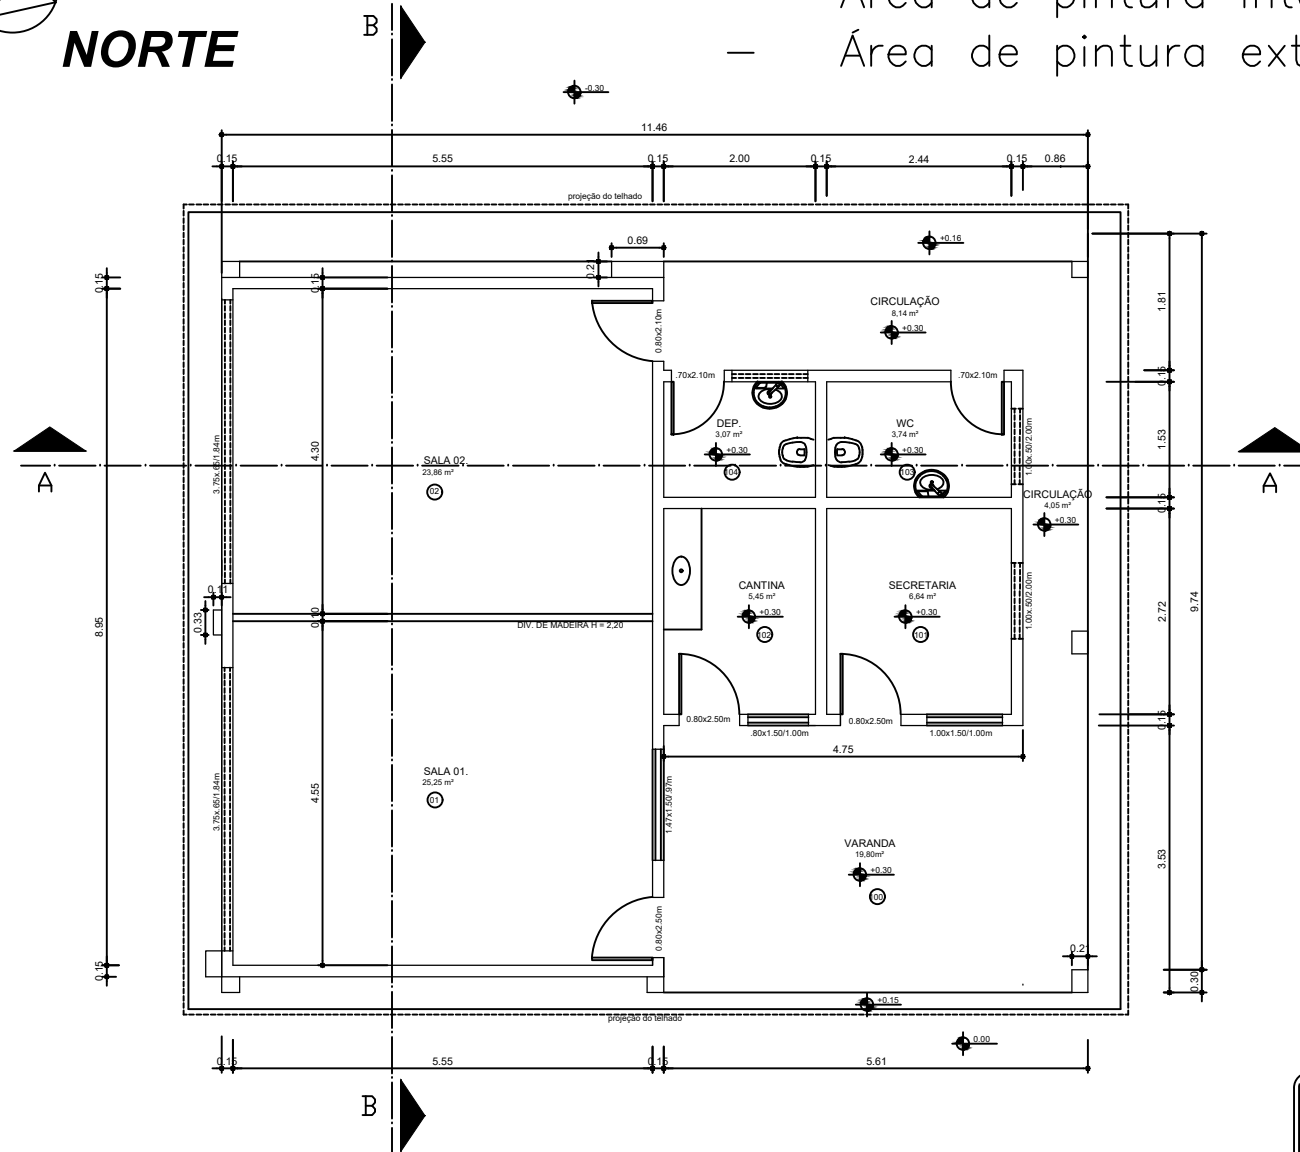 Área de pintura
NORTE
B
- Área de pintura ext
-0.30
11.46
0.15 5.55 0.15 2.00 0.15 2.44 0.15 0.86
projeção do telhado
0.69
+0.16
0.21
0.15
0.15
CIRCULAÇÃO
8,14 m²
+0.30
1.81
0.80x2.10m
.70x2.10m
.70x2.10m
0.15
DEP.
3,07 m²
+0.30
104
WC
3,74 m²
+0.30
103
1.00x.50/2.00m
1.53
3.75x.65/1.84m
4.30
SALA 02.
23,86 m²
02
A
A
CIRCULAÇÃO
4,05 m²
+0.30
0.15
CANTINA
5,45 m²
+0.30
102
SECRETARIA
6,64 m²
+0.30
101
1.00x.50/2.00m
2.72
9.74
0.11
0.33
8.95
0.10
DIV. DE MADEIRA H = 2,20
0.80x2.50m
.80x1.50/1.00m
0.80x2.50m
1.00x1.50/1.00m
0.15
4.75
3.75x.65/1.84m
4.55
SALA 01.
25,25 m²
01
1.47x1.50/.97m
VARANDA
19,80m²
+0.30
100
3.53
0.80x2.50m
0.21
0.15
0.30
+0.15
projeção do telhado
0.00
0.15 5.55 0.15 5.61
B